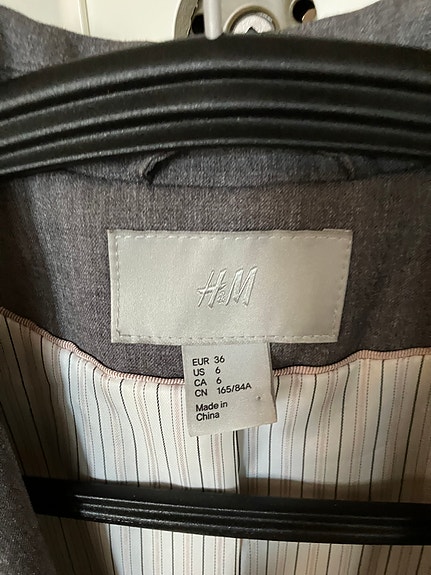 H&M
EUR 36
US 6
CA 6
CN 165/84A
Made in
China